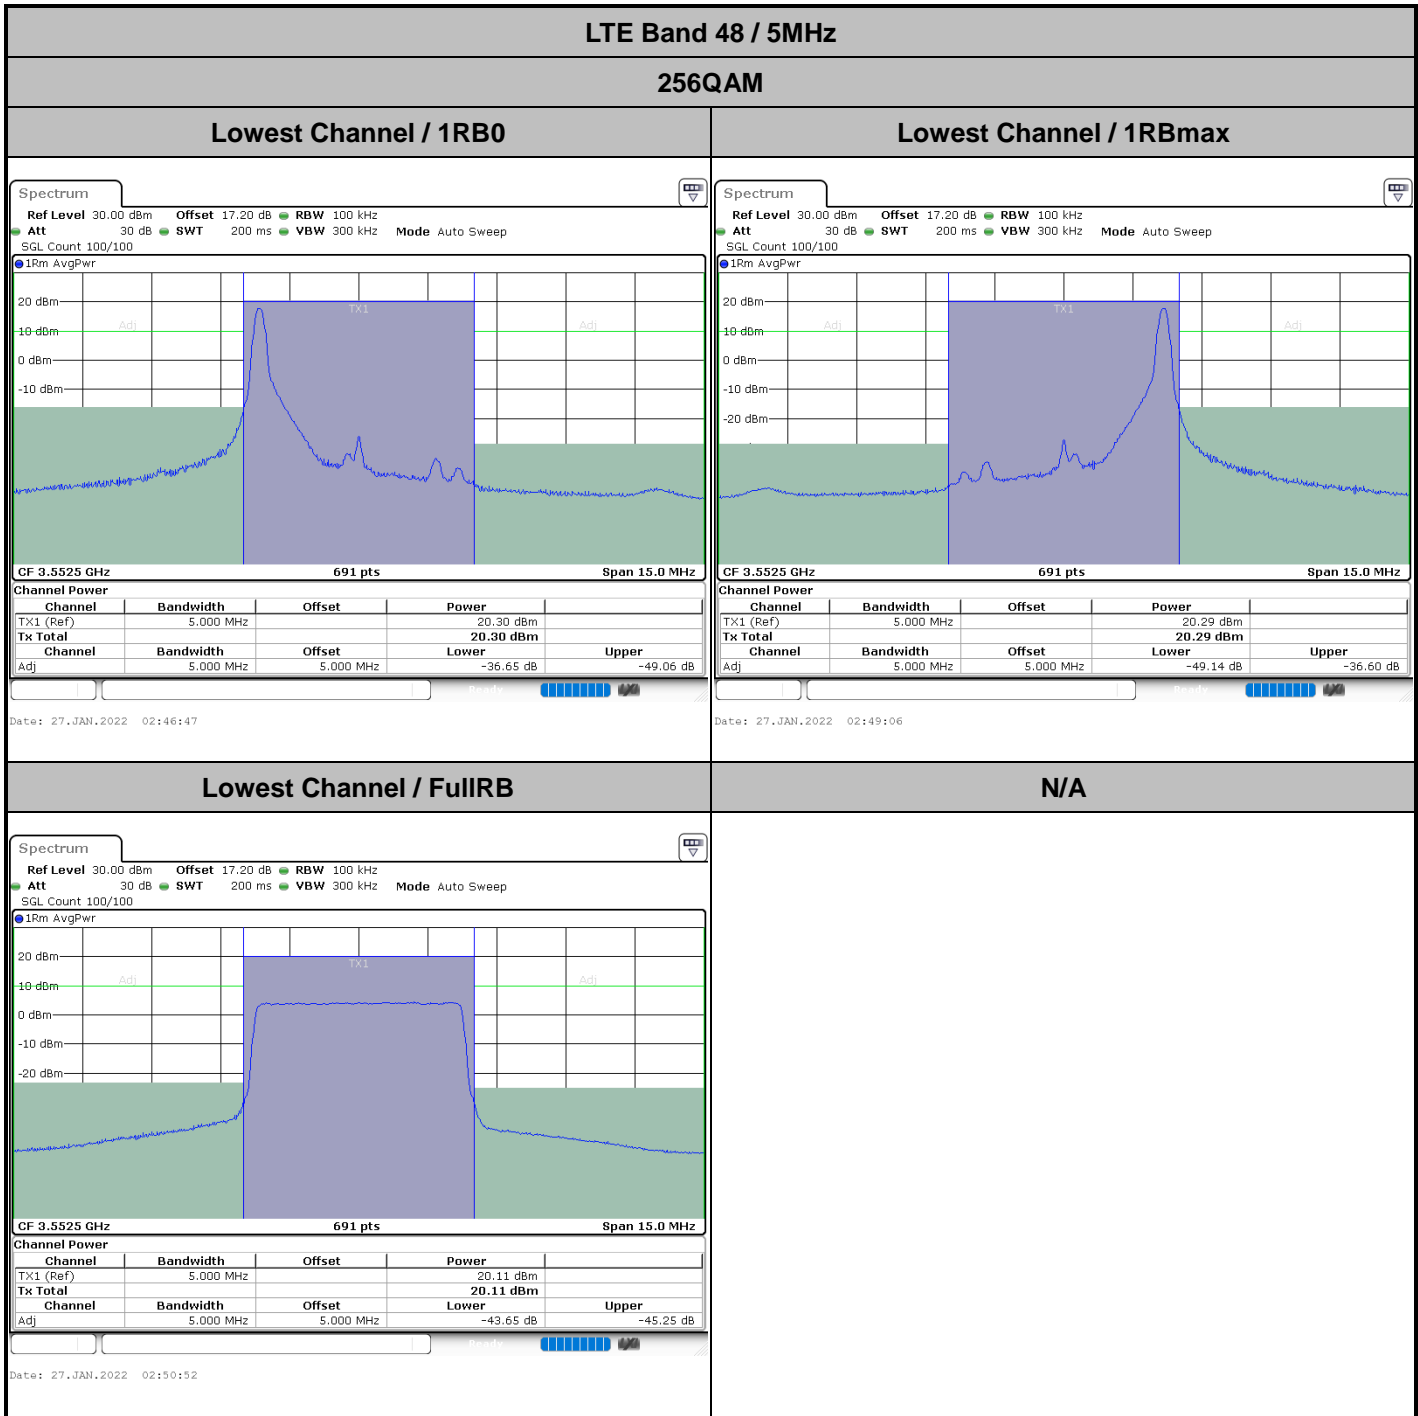 LTE Band 48 / 5MHz
256QAM
Lowest Channel / 1RB0
Lowest Channel / 1RBmax
Spectrum
Ref Level 30.00 dBm Offset 17.20 dB RBW 100 kHz
Att 30 dB SWT 200 ms VBW 300 kHz Mode Auto Sweep
SGL Count 100/100
1Rm AvgPwr
20 dBm
TX1
10 dBm
Adj
Adj
0 dBm
-10 dBm
CF 3.5525 GHz 691 pts Span 15.0 MHz
Channel Power
Channel Bandwidth Offset Power
TX1 (Ref) 5.000 MHz 20.30 dBm
Tx Total 20.30 dBm
Channel Bandwidth Offset Lower Upper
Adj 5.000 MHz 5.000 MHz -36.65 dB -49.06 dB
Ready
Date: 27.JAN.2022 02:46:47
Spectrum
Ref Level 30.00 dBm Offset 17.20 dB RBW 100 kHz
Att 30 dB SWT 200 ms VBW 300 kHz Mode Auto Sweep
SGL Count 100/100
1Rm AvgPwr
20 dBm
TX1
10 dBm
Adj
Adj
0 dBm
-10 dBm
-20 dBm
CF 3.5525 GHz 691 pts Span 15.0 MHz
Channel Power
Channel Bandwidth Offset Power
TX1 (Ref) 5.000 MHz 20.29 dBm
Tx Total 20.29 dBm
Channel Bandwidth Offset Lower Upper
Adj 5.000 MHz 5.000 MHz -49.14 dB -36.60 dB
Ready
Date: 27.JAN.2022 02:49:06
Lowest Channel / FullRB
N/A
Spectrum
Ref Level 30.00 dBm Offset 17.20 dB RBW 100 kHz
Att 30 dB SWT 200 ms VBW 300 kHz Mode Auto Sweep
SGL Count 100/100
1Rm AvgPwr
20 dBm
TX1
10 dBm
Adj
Adj
0 dBm
-10 dBm
-20 dBm
CF 3.5525 GHz 691 pts Span 15.0 MHz
Channel Power
Channel Bandwidth Offset Power
TX1 (Ref) 5.000 MHz 20.11 dBm
Tx Total 20.11 dBm
Channel Bandwidth Offset Lower Upper
Adj 5.000 MHz 5.000 MHz -43.65 dB -45.25 dB
Ready
Date: 27.JAN.2022 02:50:52